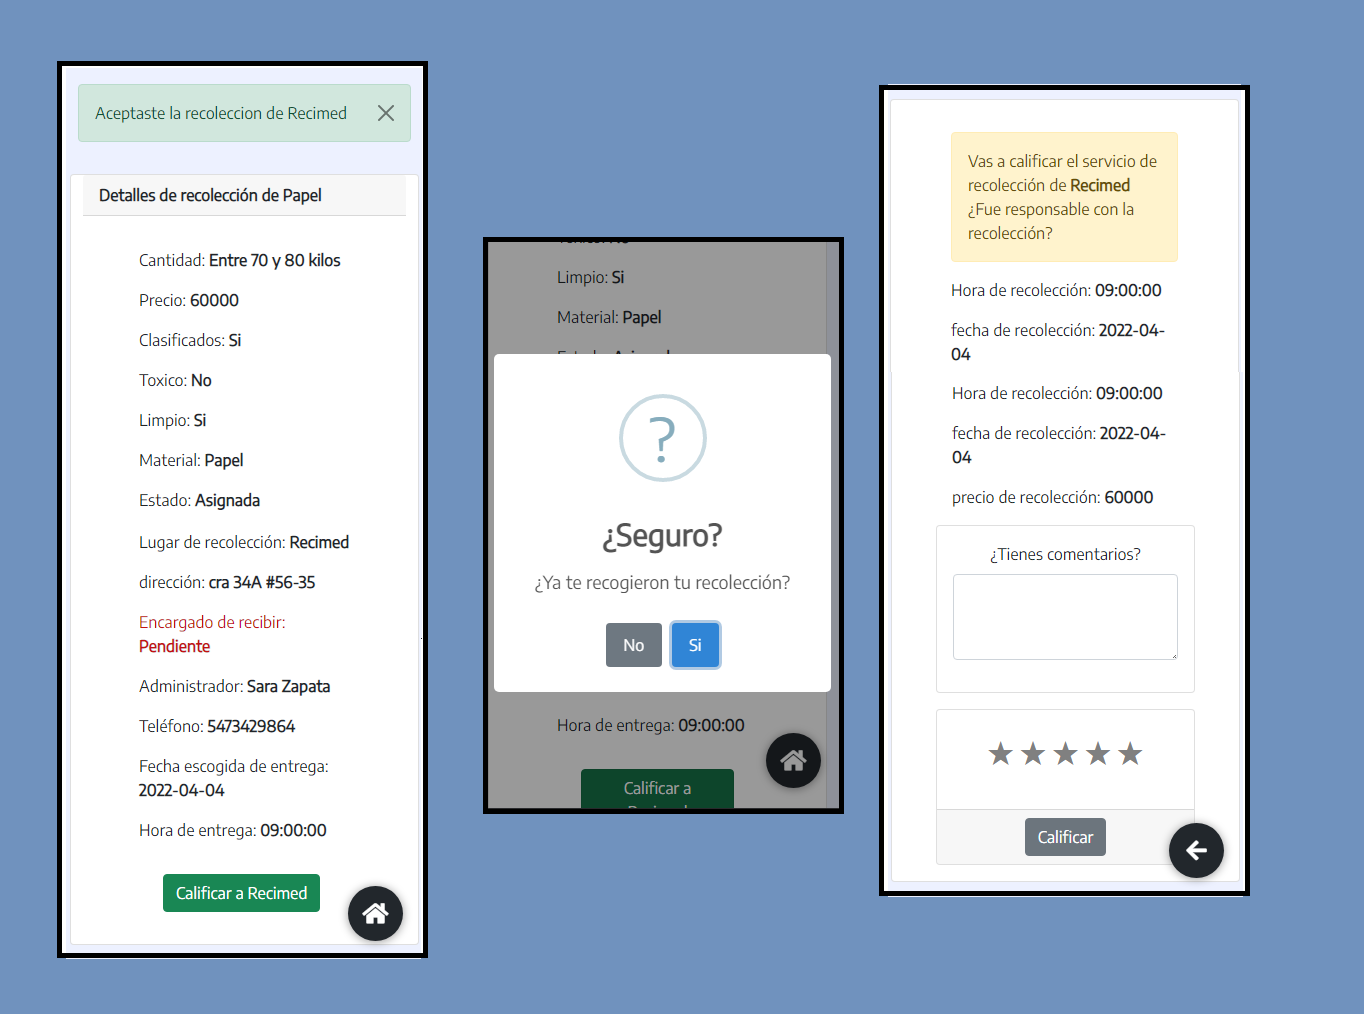 Aceptaste la recoleccion de Recimed
Detalles de recolección de Papel
Cantidad: Entre 70 y 80 kilos
Precio: 60000
Clasificados: Si
Toxico: No
Limpio: Si
Material: Papel
Estado: Asignada
Lugar de recolección: Recimed
dirección: cra 34A #56-35
Encargado de recibir:
Pendiente
Administrador: Sara Zapata
Teléfono: 5473429864
Fecha escogida de entrega:
2022-04-04
Hora de entrega: 09:00:00
Calificar a Recimed
Limpio: Si
Material: Papel
?
¿Seguro?
¿Ya te recogieron tu recolección?
No
Si
Hora de entrega: 09:00:00
Calificar a
Vas a calificar el servicio de
recolección de Recimed
¿Fue responsable con la
recolección?
Hora de recolección: 09:00:00
fecha de recolección: 2022-04-
04
Hora de recolección: 09:00:00
fecha de recolección: 2022-04-
04
precio de recolección: 60000
¿Tienes comentarios?
Calificar